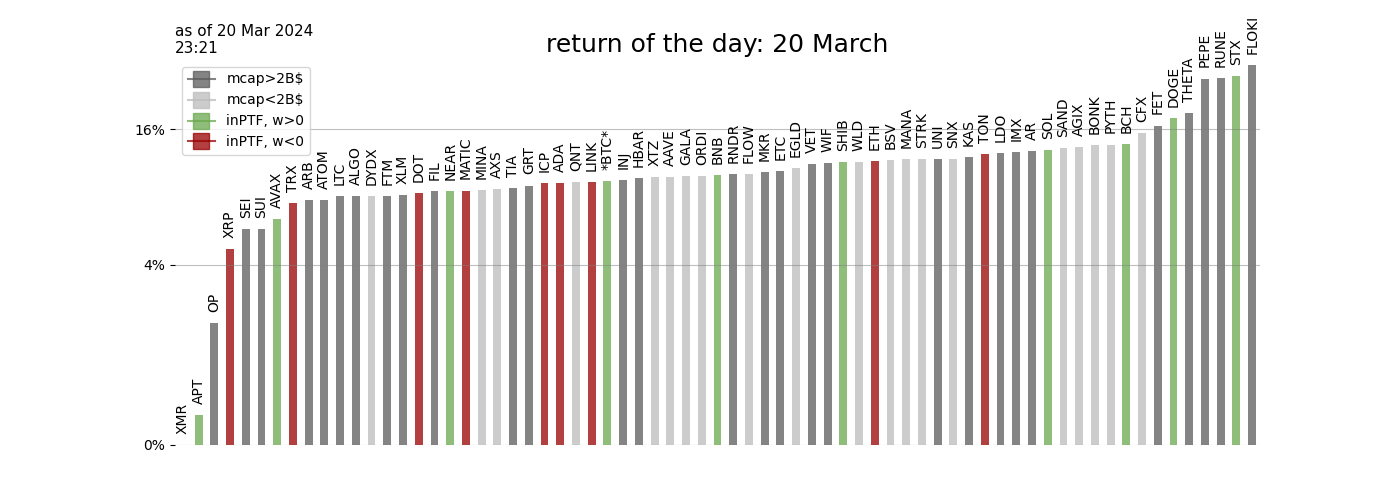 as of 20 Mar 2024
23:21
return of the day: 20 March
mcap>2B$
mcap<2B$
inPTF, w>0
inPTF, w<0
16%
4%
0%
XMR
APT
OP
XRP
SEI
SUI
AVAX
TRX
ARB
ATOM
LTC
ALGO
DYDX
FTM
XLM
DOT
FIL
NEAR
MATIC
MINA
AXS
TIA
GRT
ICP
ADA
QNT
LINK
*BTC*
INJ
HBAR
XTZ
AAVE
GALA
ORDI
BNB
RNDR
FLOW
MKR
ETC
EGLD
VET
WIF
SHIB
WLD
ETH
BSV
MANA
STRK
UNI
SNX
KAS
TON
LDO
IMX
AR
SOL
SAND
AGIX
BONK
PYTH
BCH
CFX
FET
DOGE
THETA
PEPE
RUNE
STX
FLOKI